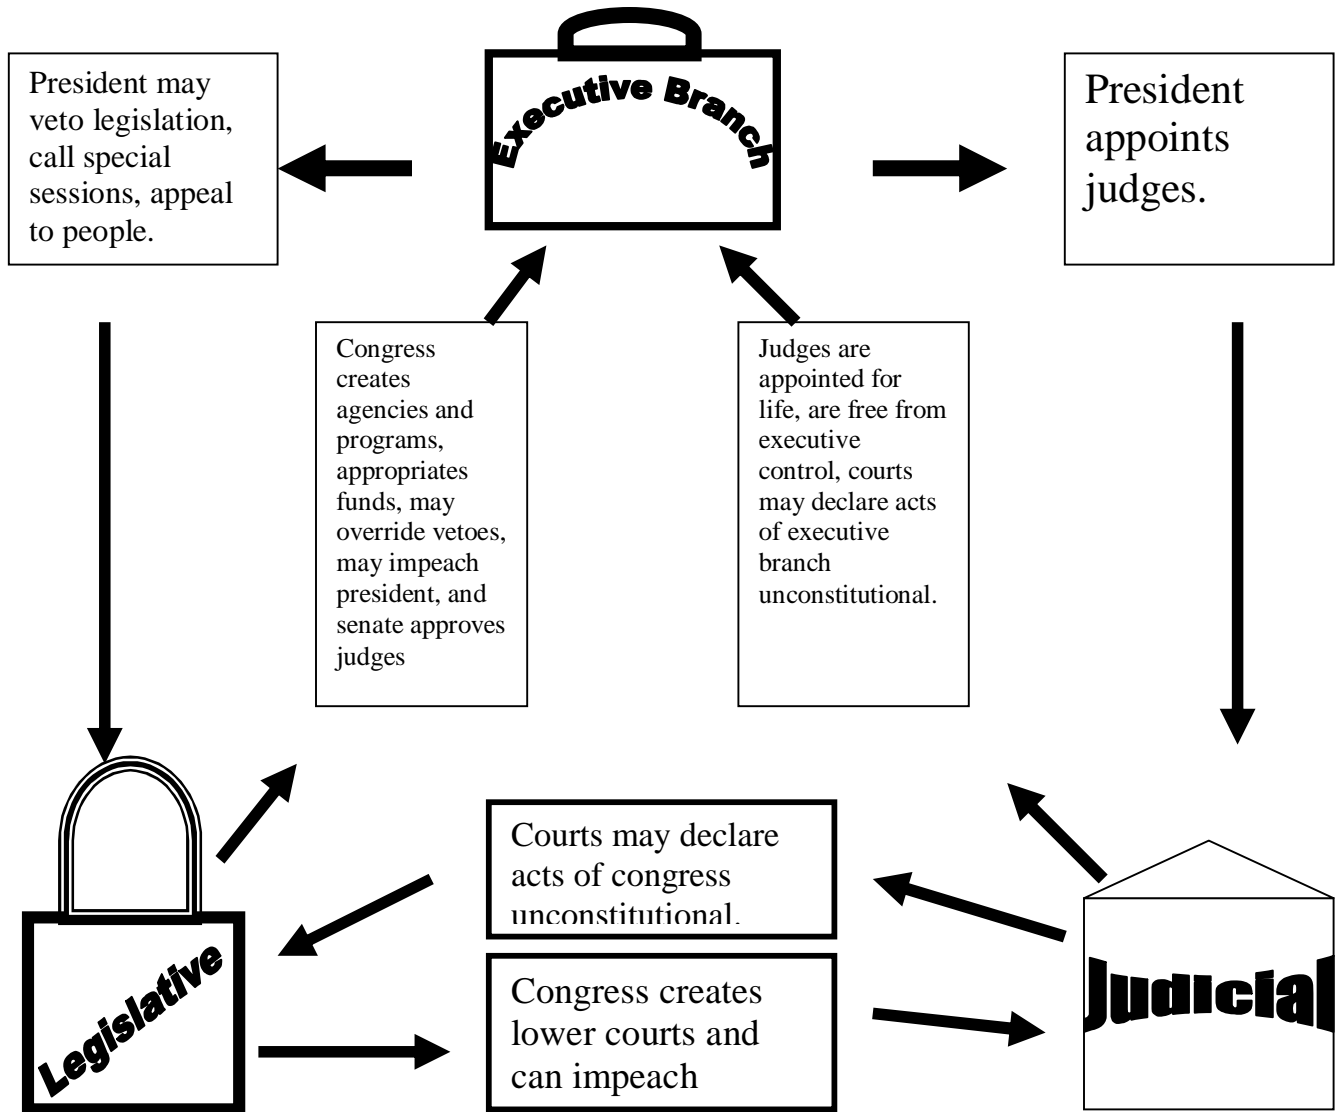 Executive Branch
President may
veto legislation,
call special
sessions, appeal
to people.
President
appoints
judges.
Congress
creates
agencies and
programs,
appropriates
funds, may
override vetoes,
may impeach
president, and
senate approves
judges
Judges are
appointed for
life, are free from
executive
control, courts
may declare acts
of executive
branch
unconstitutional.
Courts may declare
acts of congress
unconstitutional.
Legislative
Judicial
Congress creates
lower courts and
can impeach